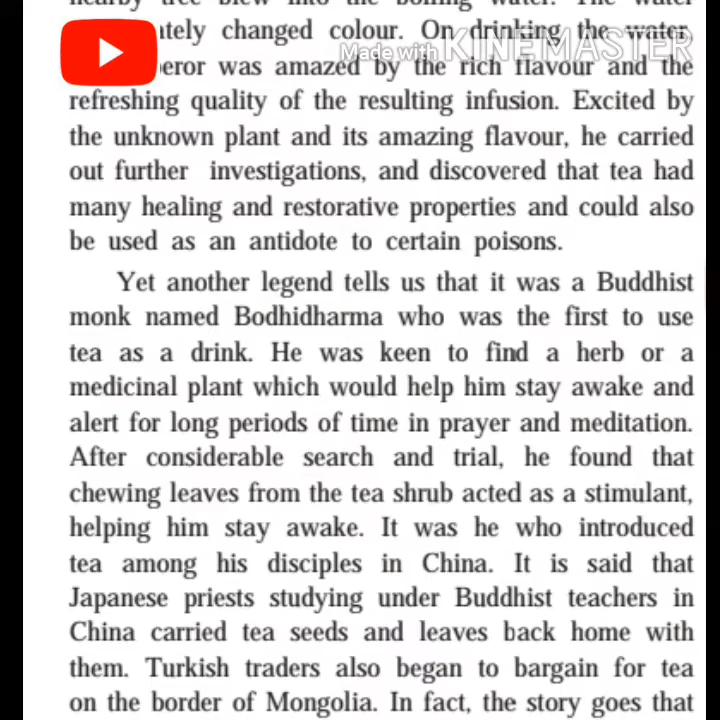 nearby tree blew into the boiling water. The water
ately changed colour. On drinking the water,
Made with KINEMASTER
eror was amazed by the rich flavour and the
refreshing quality of the resulting infusion. Excited by
the unknown plant and its amazing flavour, he carried
out further investigations, and discovered that tea had
many healing and restorative properties and could also
be used as an antidote to certain poisons.
Yet another legend tells us that it was a Buddhist
monk named Bodhidharma who was the first to use
tea as a drink. He was keen to find a herb or a
medicinal plant which would help him stay awake and
alert for long periods of time in prayer and meditation.
After considerable search and trial, he found that
chewing leaves from the tea shrub acted as a stimulant,
helping him stay awake. It was he who introduced
tea among his disciples in China. It is said that
Japanese priests studying under Buddhist teachers in
China carried tea seeds and leaves back home with
them. Turkish traders also began to bargain for tea
on the border of Mongolia. In fact, the story goes that